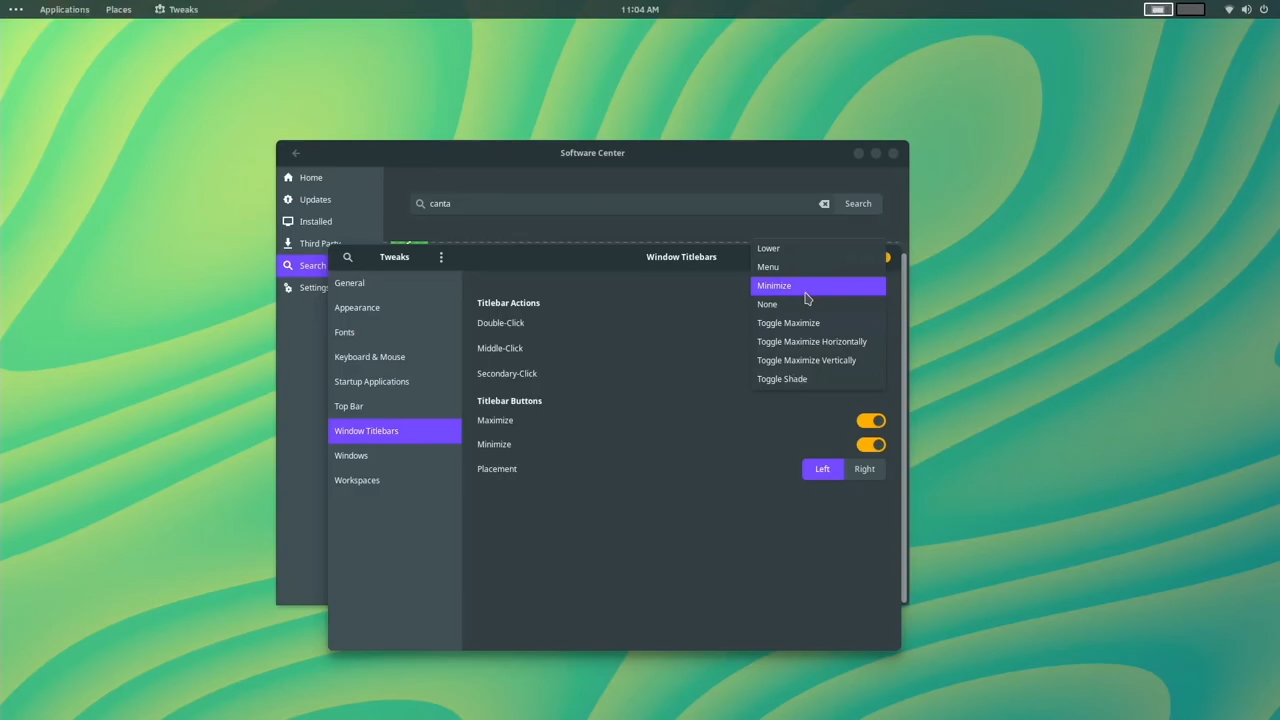 Applications Places Tweaks 11:04 AM
Software Center
Home
Updates
Installed
Third Party
Search
Settings
canta Search
Tweaks
General
Appearance
Fonts
Keyboard & Mouse
Startup Applications
Top Bar
Window Titlebars
Windows
Workspaces
Window Titlebars
Titlebar Actions
Double-Click
Middle-Click
Secondary-Click
Titlebar Buttons
Maximize
Minimize
Placement Left Right
Lower
Menu
Minimize
None
Toggle Maximize
Toggle Maximize Horizontally
Toggle Maximize Vertically
Toggle Shade